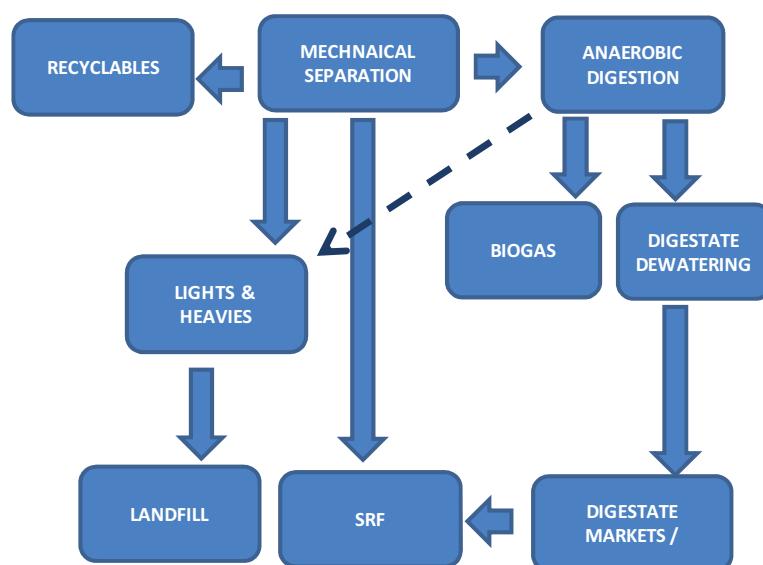 RECYCLABLES
MECHNAICAL
SEPARATION
ANAEROBIC
DIGESTION
BIOGAS
DIGESTATE
DEWATERING
LIGHTS &
HEAVIES
LANDFILL
SRF
DIGESTATE
MARKETS /